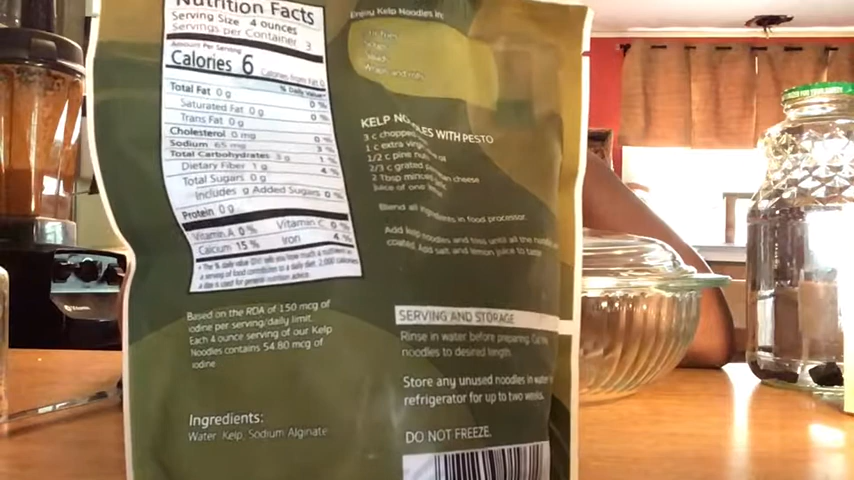 Nutrition Facts
Serving Size 4 ounces
Servings per Container 3
Amount Per Serving
Calories 6 Calories from Fat 0
% Daily Value*
Total Fat 0 g 0 %
Saturated Fat 0 g 0 %
Trans Fat 0 g
Cholesterol 0 mg 0 %
Sodium 65 mg 3 %
Total Carbohydrates 3 g 1 %
Dietary Fiber 1 g 4 %
Total Sugars 0 g
Includes g Added Sugars 0 %
Protein 0 g
Vitamin A 0 % Vitamin C 0 %
Calcium 15 % Iron 4 %
Based on the RDA of 150 mcg of
iodine per serving/daily limit.
Each 4 ounce serving of our Kelp
Noodles contains 54.80 mcg of
iodine
Ingredients:
Water, Kelp, Sodium Alginate
Enjoy Kelp Noodles in:
Wraps and rolls
KELP NOODLES WITH PESTO
3 c chopped
1 c extra virgin oil
1/2 c pine nuts
2/3 c grated cheese
2 Tbsp minced
Juice of one
Blend all ingredients in food processor.
Add kelp noodles and toss until all the noodles
coated. Add salt and lemon juice to taste
SERVING AND STORAGE
Rinse in water before preparing. Cut
noodles to desired length.
Store any unused noodles in water
refrigerator for up to two weeks.
DO NOT FREEZE.